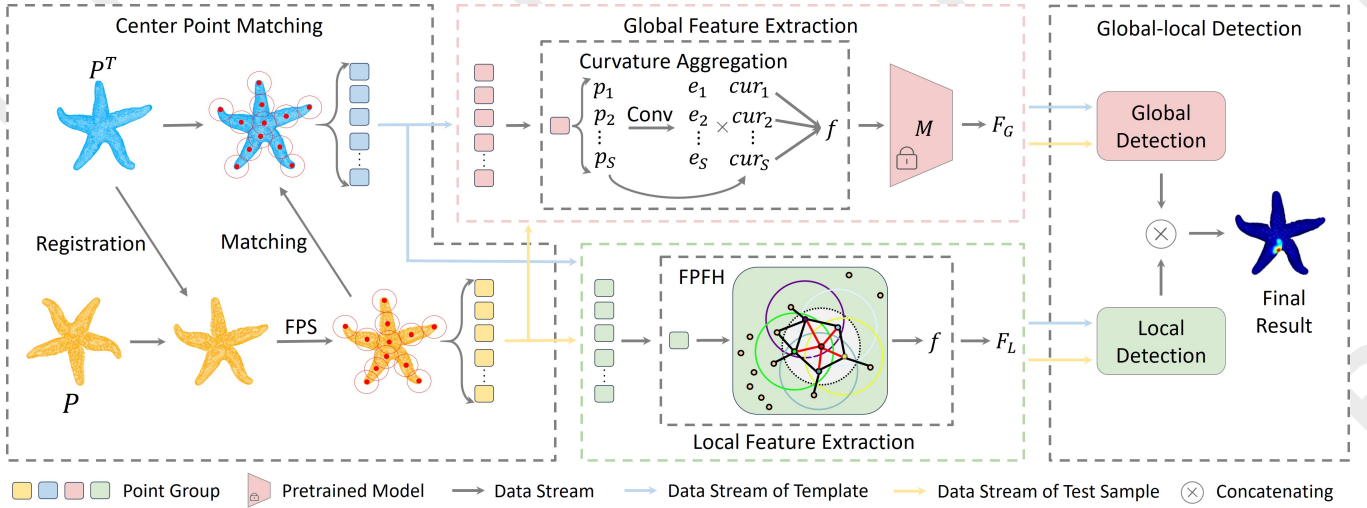 Center Point Matching
P^T
Registration
Matching
P
FPS
Global Feature Extraction
Curvature Aggregation
p_1 e_1 cur_1
p_2 Conv e_2 × cur_2
⋮ ⋮ ⋮
p_S e_S cur_S
f
M
F_G
FPFH
f
F_L
Local Feature Extraction
Global-local Detection
Global
Detection
Local
Detection
Final
Result
Point Group Pretrained Model Data Stream Data Stream of Template Data Stream of Test Sample Concatenating